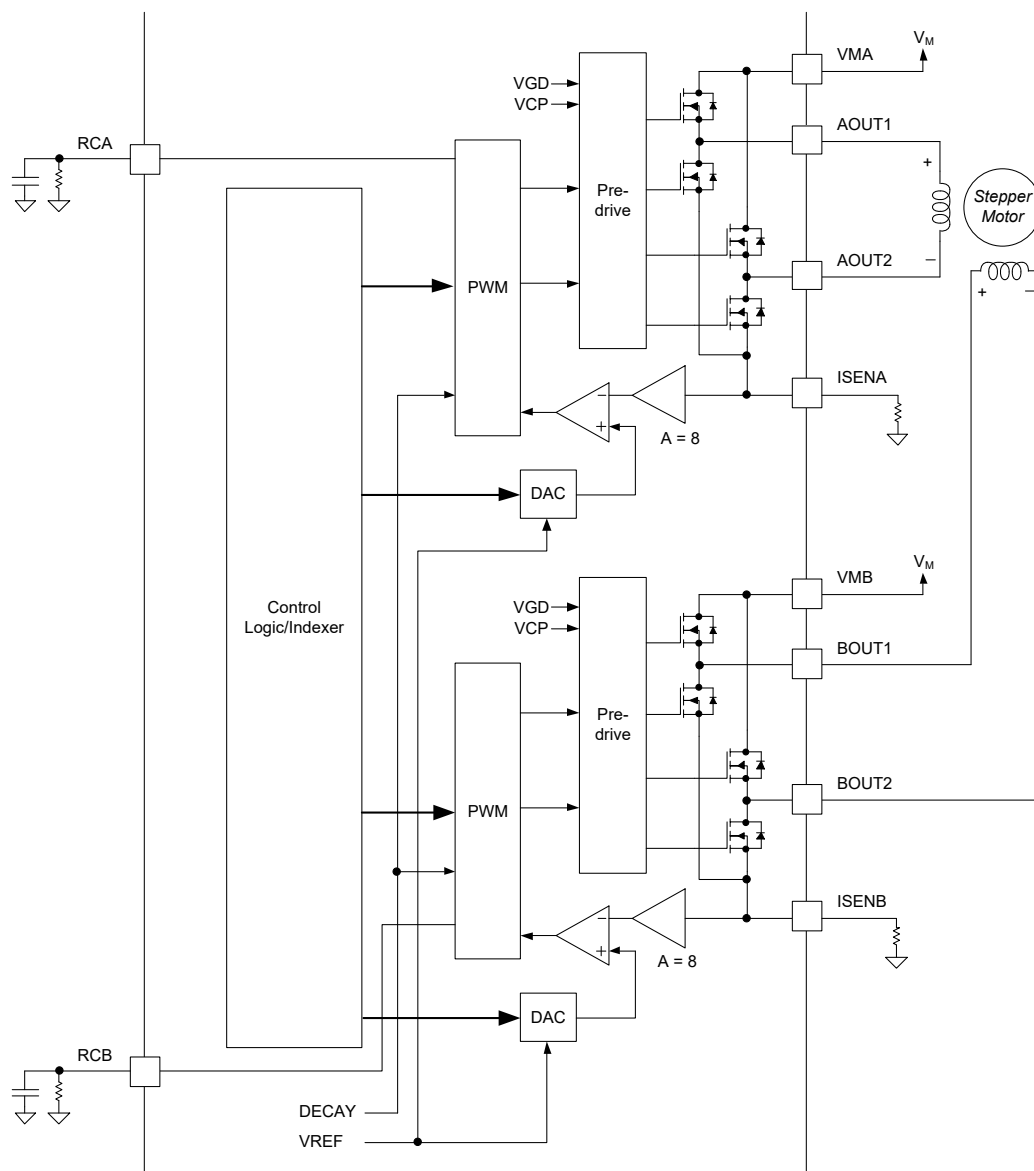 VMA
VM
VGD
VCP
AOUT1
RCA
Pre-
drive
+
Stepper
Motor
AOUT2
–
PWM
+
–
ISENA
–
+
A = 8
DAC
VMB
VM
VGD
VCP
Control
Logic/Indexer
BOUT1
Pre-
drive
BOUT2
PWM
ISENB
–
+
A = 8
DAC
RCB
DECAY
VREF